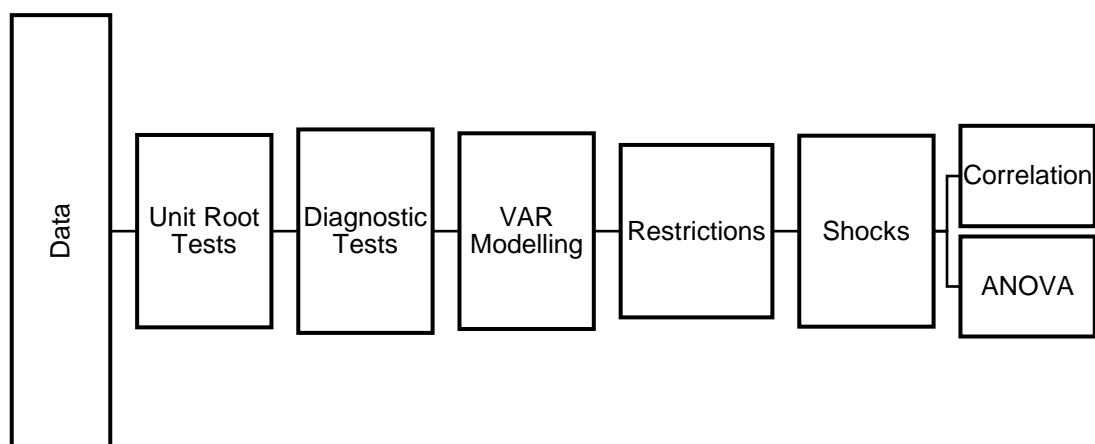 Data
Unit Root
Tests
Diagnostic
Tests
VAR
Modelling
Restrictions
Shocks
Correlation
ANOVA